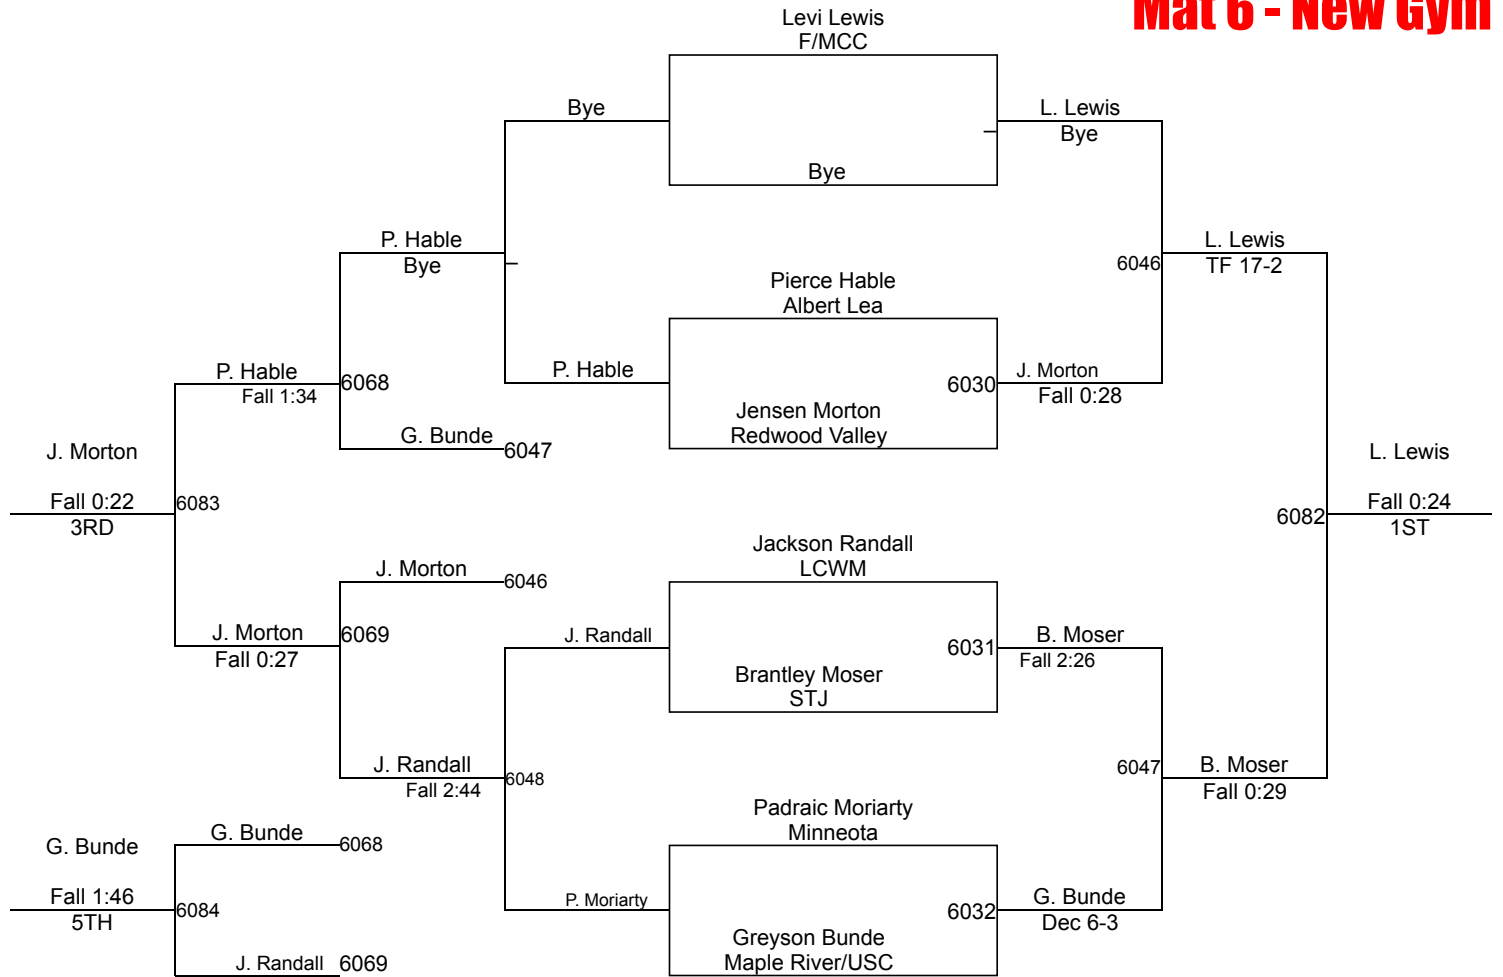 Mat 6 - New Gym
Levi Lewis
F/MCC
Bye
L. Lewis
Bye
Bye
P. Hable
Bye
6046
L. Lewis
TF 17-2
Pierce Hable
Albert Lea
P. Hable
Fall 1:34
6068
P. Hable
6030
J. Morton
Fall 0:28
Jensen Morton
Redwood Valley
G. Bunde
6047
J. Morton
Fall 0:22
3RD
6083
L. Lewis
Fall 0:24
1ST
6082
Jackson Randall
LCWM
J. Morton
6046
J. Morton
Fall 0:27
6069
J. Randall
6031
B. Moser
Fall 2:26
Brantley Moser
STJ
J. Randall
Fall 2:44
6048
6047
B. Moser
Fall 0:29
Padraic Moriarty
Minneota
G. Bunde
Fall 1:46
5TH
G. Bunde
6068
6084
P. Moriarty
6032
G. Bunde
Dec 6-3
Greyson Bunde
Maple River/USC
J. Randall
6069